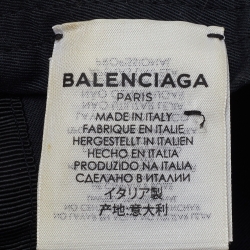 BALENCIAGA
PARIS
MADE IN ITALY
FABRIQUE EN ITALIE
HERGESTELLT IN ITALIEN
HECHO EN ITALIA
PRODUZIDO NA ITALIA
СДЕЛАНО В ИТАЛИИ
イタリア製
产地:意大利